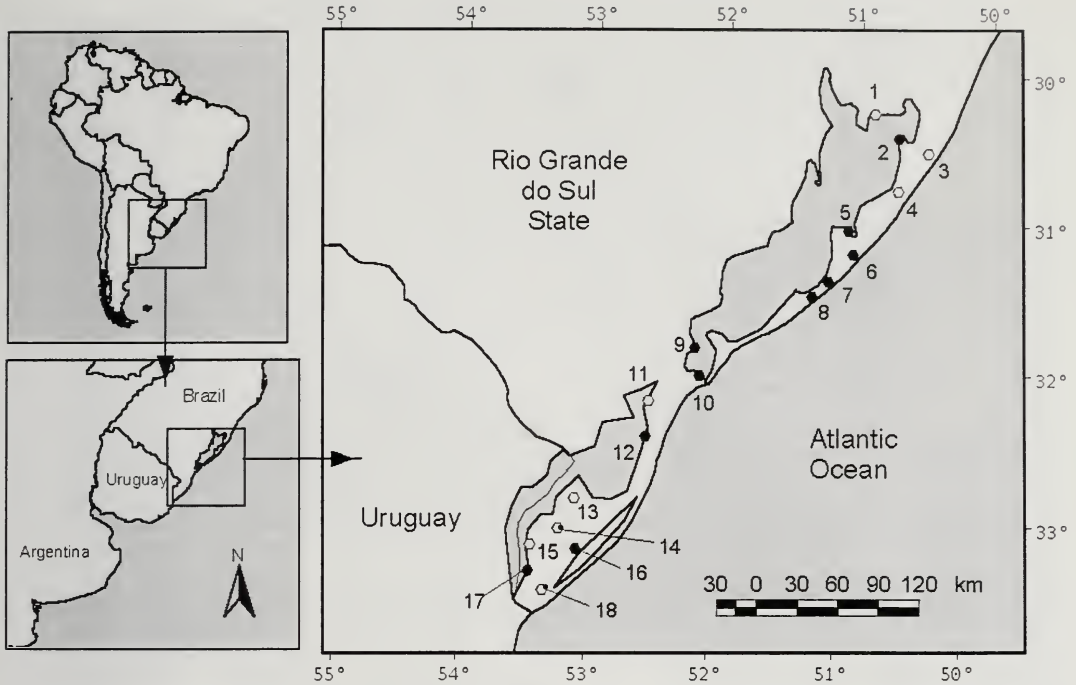 55° 54° 53° 52° 51° 50°
30°
1
2
3
Rio Grande
do Sul
State
4
5
31°
6
7
8
9
32°
10
11
Brazil
12
Atlantic
Ocean
Uruguay
Uruguay
13
33°
14
15
16
Argentina
N
17
18
30 0 30 60 90 120 km
55° 54° 53° 52° 51° 50°